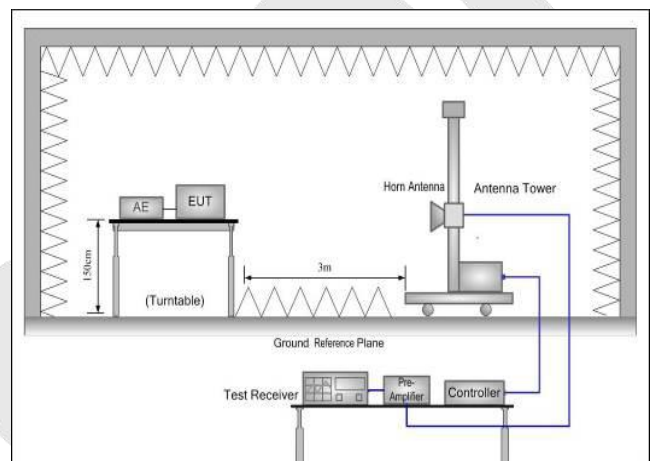 Horn Antenna
Antenna Tower
AE
EUT
150cm
3m
(Turntable)
Ground Reference Plane
Test Receiver
Pre-
Amplifier
Controller